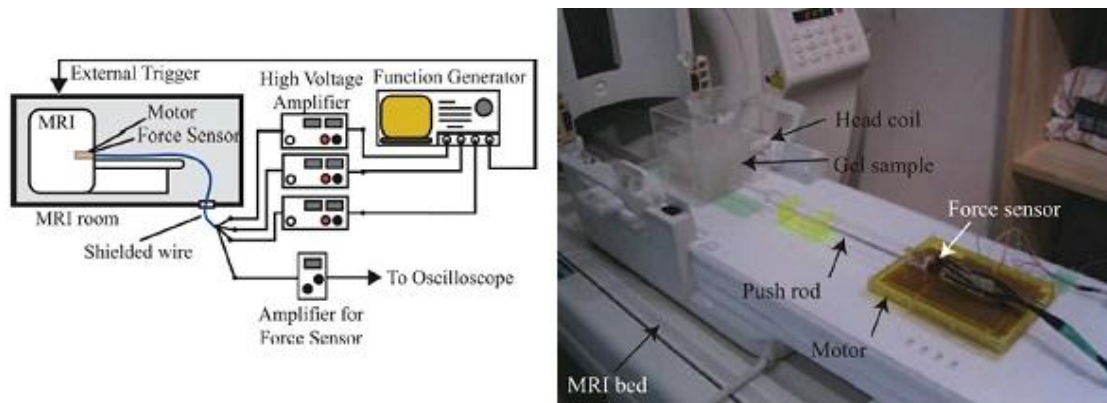 External Trigger
High Voltage
Amplifier
Function Generator
MRI
Motor
Force Sensor
MRI room
Shielded wire
To Oscilloscope
Amplifier for
Force Sensor
Head coil
Gel sample
Force sensor
Push rod
Motor
MRI bed